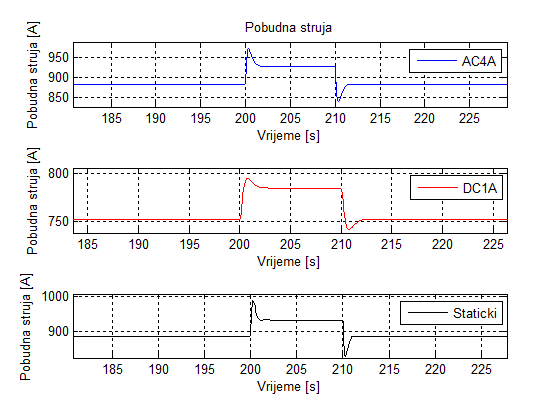 Pobudna struja
Pobudna struja [A]
950
900
850
AC4A
185 190 195 200 205 210 215 220 225
Vrijeme [s]
Pobudna struja [A]
800
750
DC1A
185 190 195 200 205 210 215 220 225
Vrijeme [s]
Pobudna struja [A]
1000
900
Staticki
185 190 195 200 205 210 215 220 225
Vrijeme [s]